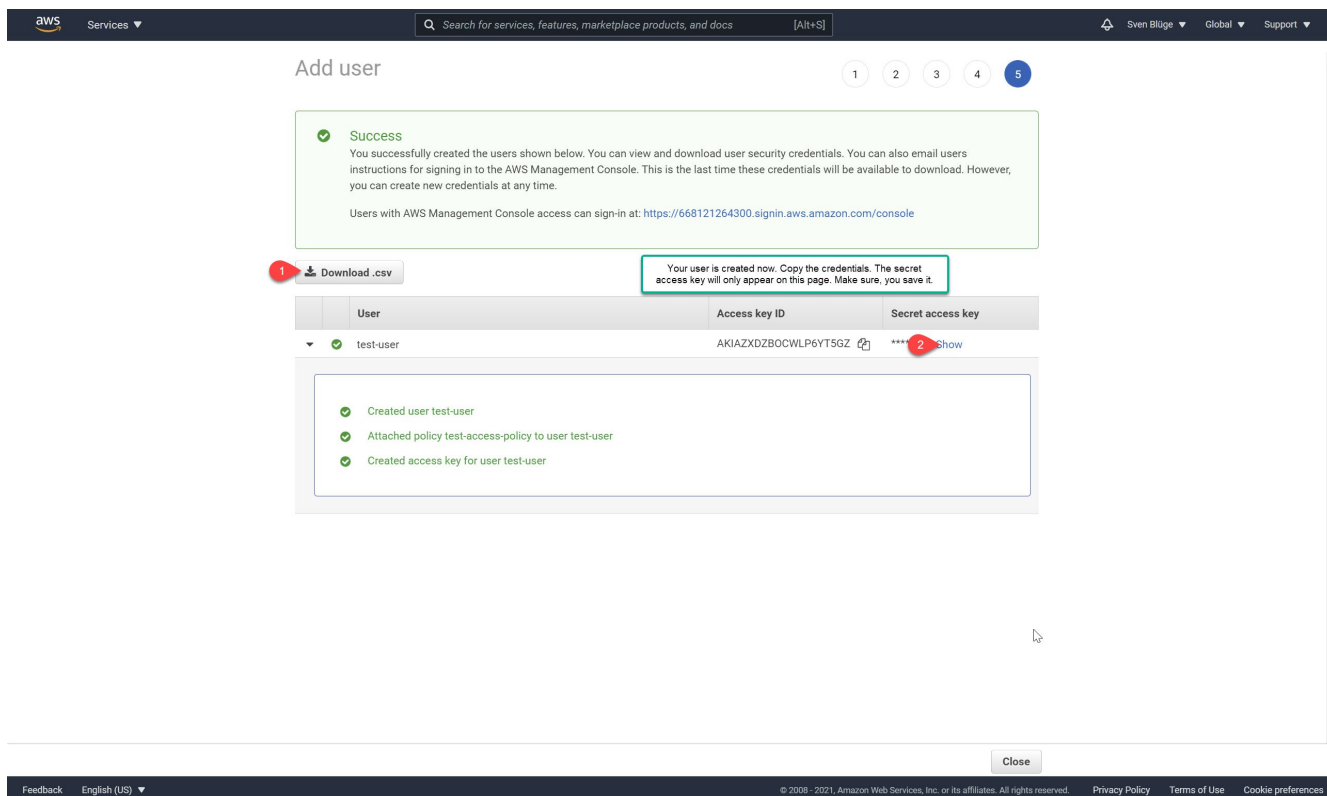 aws Services ▼ Search for services, features, marketplace products, and docs [Alt+S] Sven Blüge ▼ Global ▼ Support ▼
Add user 1 2 3 4 5
Success
You successfully created the users shown below. You can view and download user security credentials. You can also email users
instructions for signing in to the AWS Management Console. This is the last time these credentials will be available to download. However,
you can create new credentials at any time.
Users with AWS Management Console access can sign-in at: https://668121264300.signin.aws.amazon.com/console
1 Download .csv
Your user is created now. Copy the credentials. The secret
access key will only appear on this page. Make sure, you save it.
User Access key ID Secret access key
test-user AKIAZXDZBOCWLP6YT5GZ **** 2 Show
Created user test-user
Attached policy test-access-policy to user test-user
Created access key for user test-user
Close
Feedback English (US) ▼ © 2008 - 2021, Amazon Web Services, Inc. or its affiliates. All rights reserved. Privacy Policy Terms of Use Cookie preferences